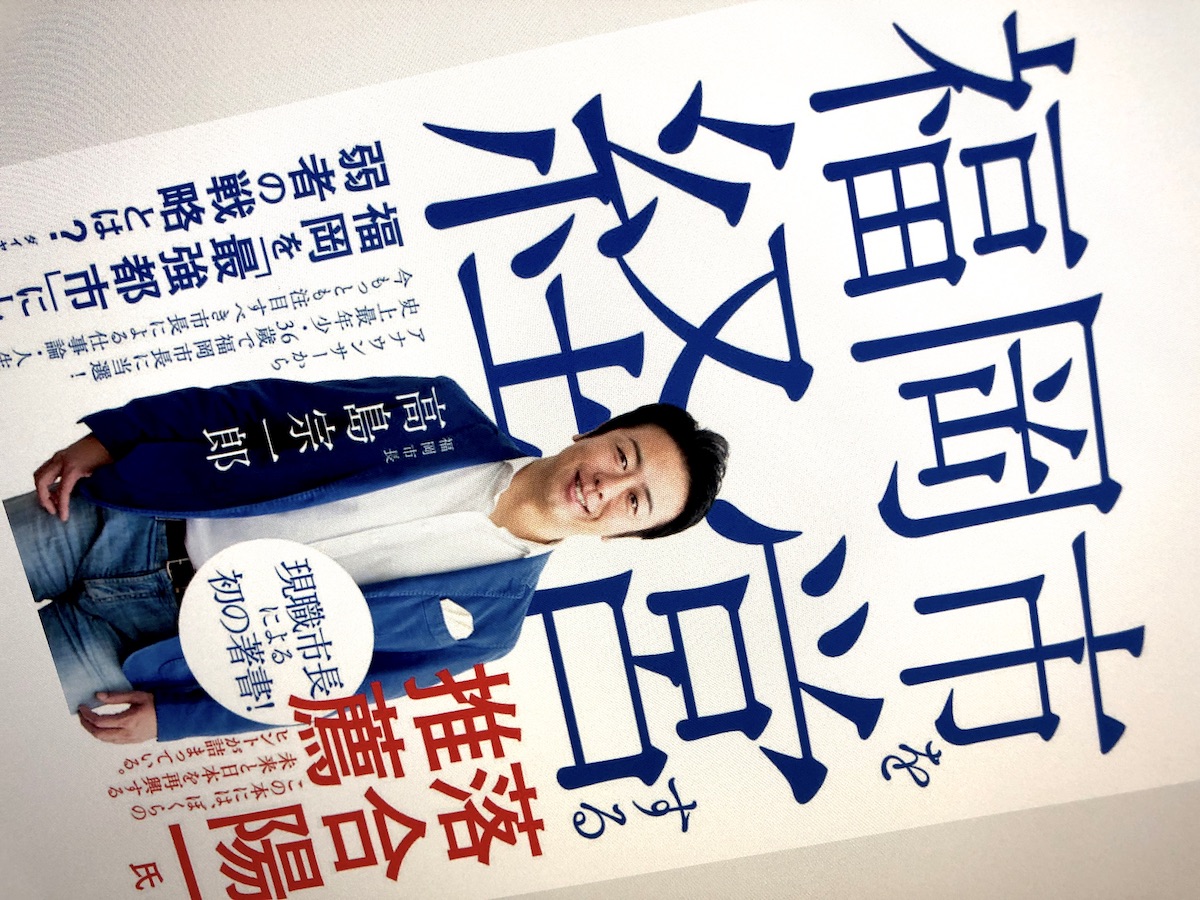 福岡市を
経営する
落合陽一氏
推薦
この本には、ぼくらの
未来と日本を再興する
ヒントが詰まっている。
現職市長
による
初の著書!
福岡市長
高島宗一郎
アナウンサーから
史上最年少・36歳で福岡市長に当選!
今もっとも注目すべき市長による仕事論・人生
福岡を「最強都市」にし
弱者の戦略とは?
ダイヤ